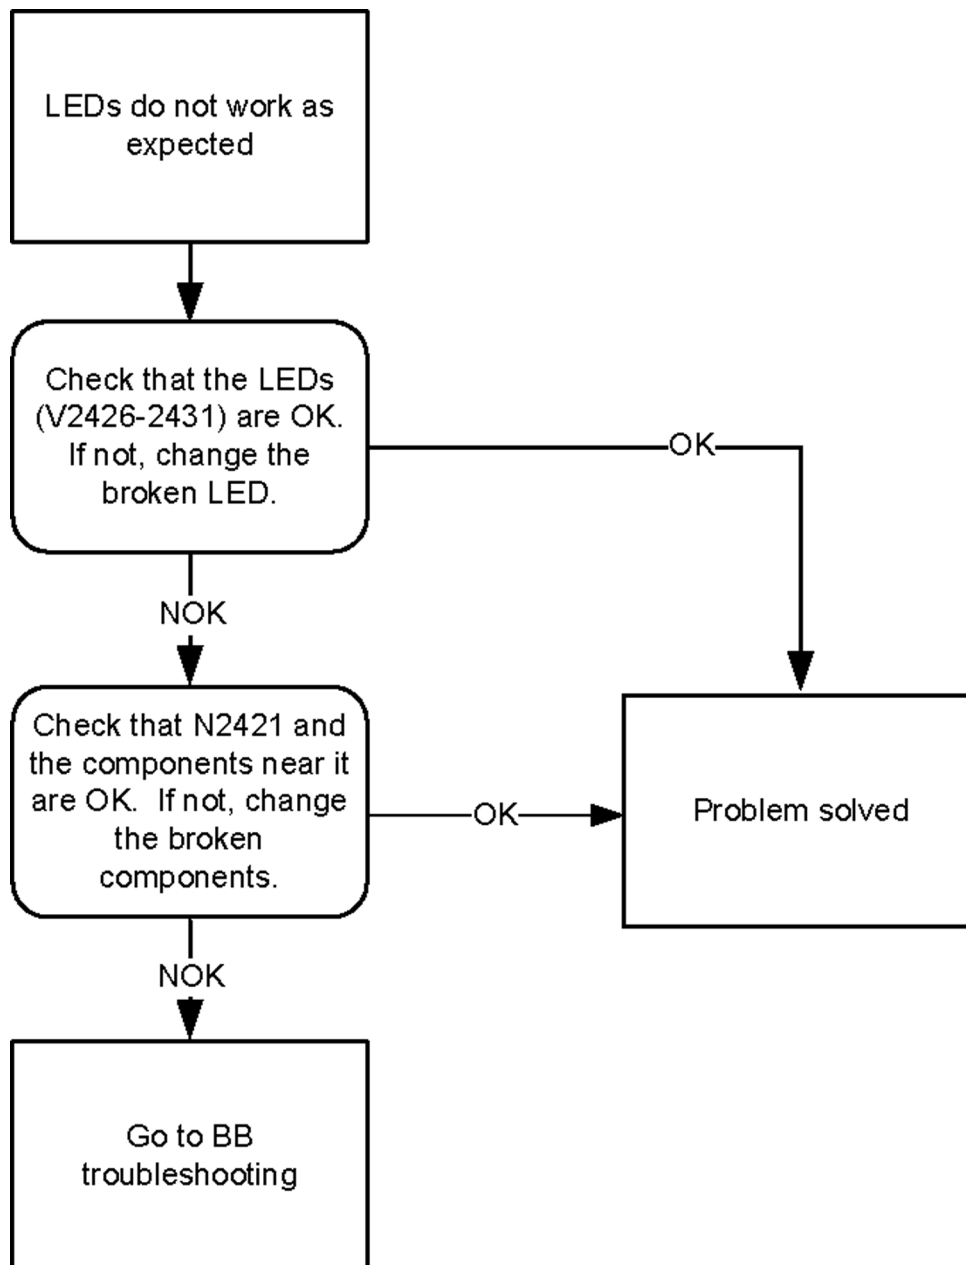 LEDs do not work as
expected
Check that the LEDs
(V2426-2431) are OK.
If not, change the
broken LED.
OK
NOK
Check that N2421 and
the components near it
are OK. If not, change
the broken
components.
OK
Problem solved
NOK
Go to BB
troubleshooting